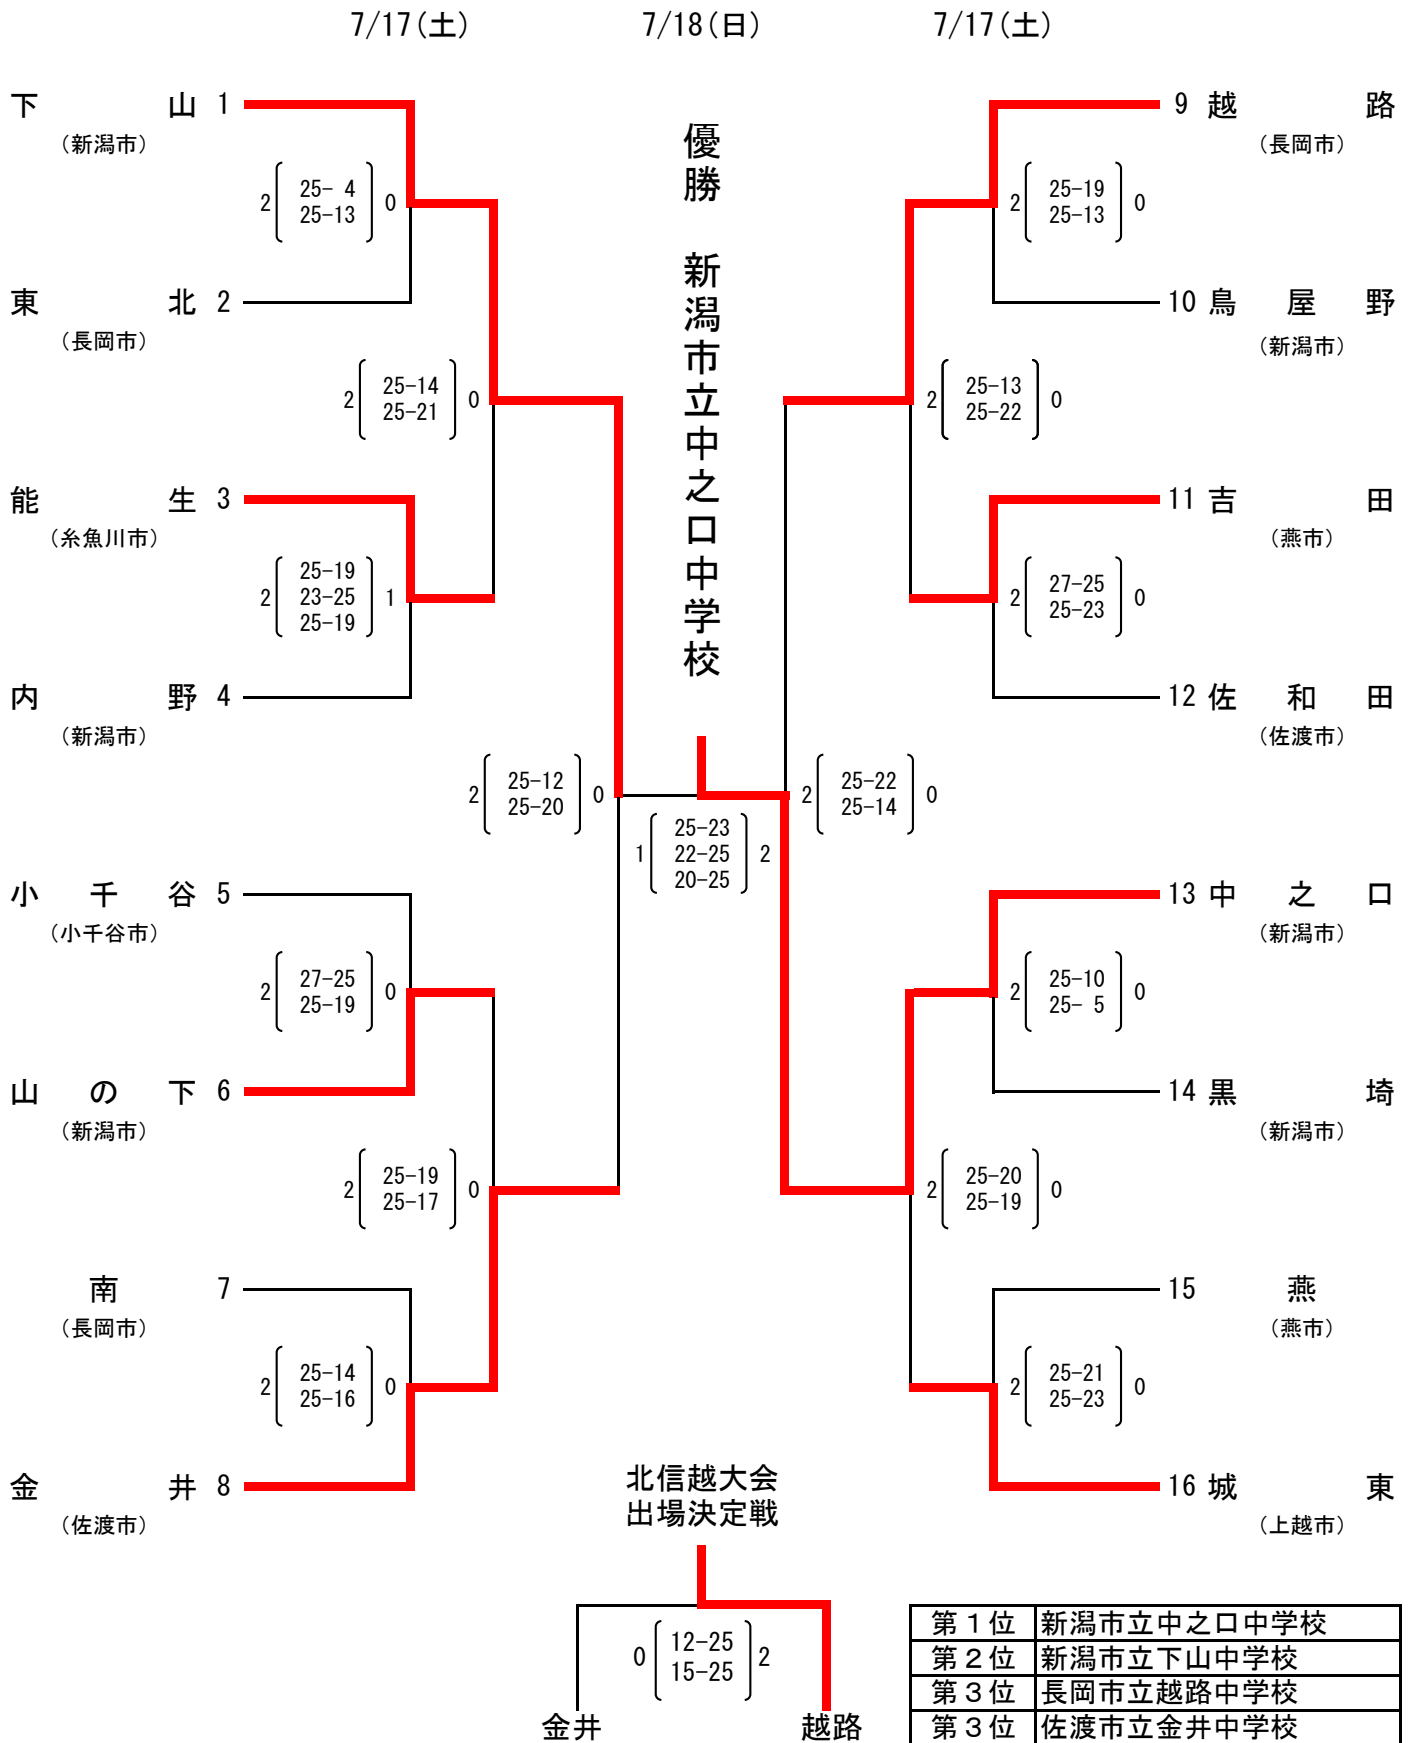 7/17(土) 7/18(日) 7/17(土)
優勝 新潟市立中之口中学校
下山 1
(新潟市)
2 25- 4 0
25-13
東北 2
(長岡市)
2 25-14 0
25-21
能生 3
(糸魚川市)
25-19
2 23-25 1
25-19
内野 4
(新潟市)
2 25-12 0
25-20
小千谷 5
(小千谷市)
2 27-25 0
25-19
山の下 6
(新潟市)
2 25-19 0
25-17
南 7
(長岡市)
2 25-14 0
25-16
金井 8
(佐渡市)
25-23
1 22-25 2
20-25
9 越路
(長岡市)
2 25-19 0
25-13
10 鳥屋野
(新潟市)
2 25-13 0
25-22
11 吉田
(燕市)
2 27-25 0
25-23
12 佐和田
(佐渡市)
2 25-22 0
25-14
13 中之口
(新潟市)
2 25-10 0
25- 5
14 黒埼
(新潟市)
2 25-20 0
25-19
15 燕
(燕市)
2 25-21 0
25-23
16 城東
(上越市)
北信越大会
出場決定戦
0 12-25 2
15-25
金井 越路
第1位 新潟市立中之口中学校
第2位 新潟市立下山中学校
第3位 長岡市立越路中学校
第3位 佐渡市立金井中学校